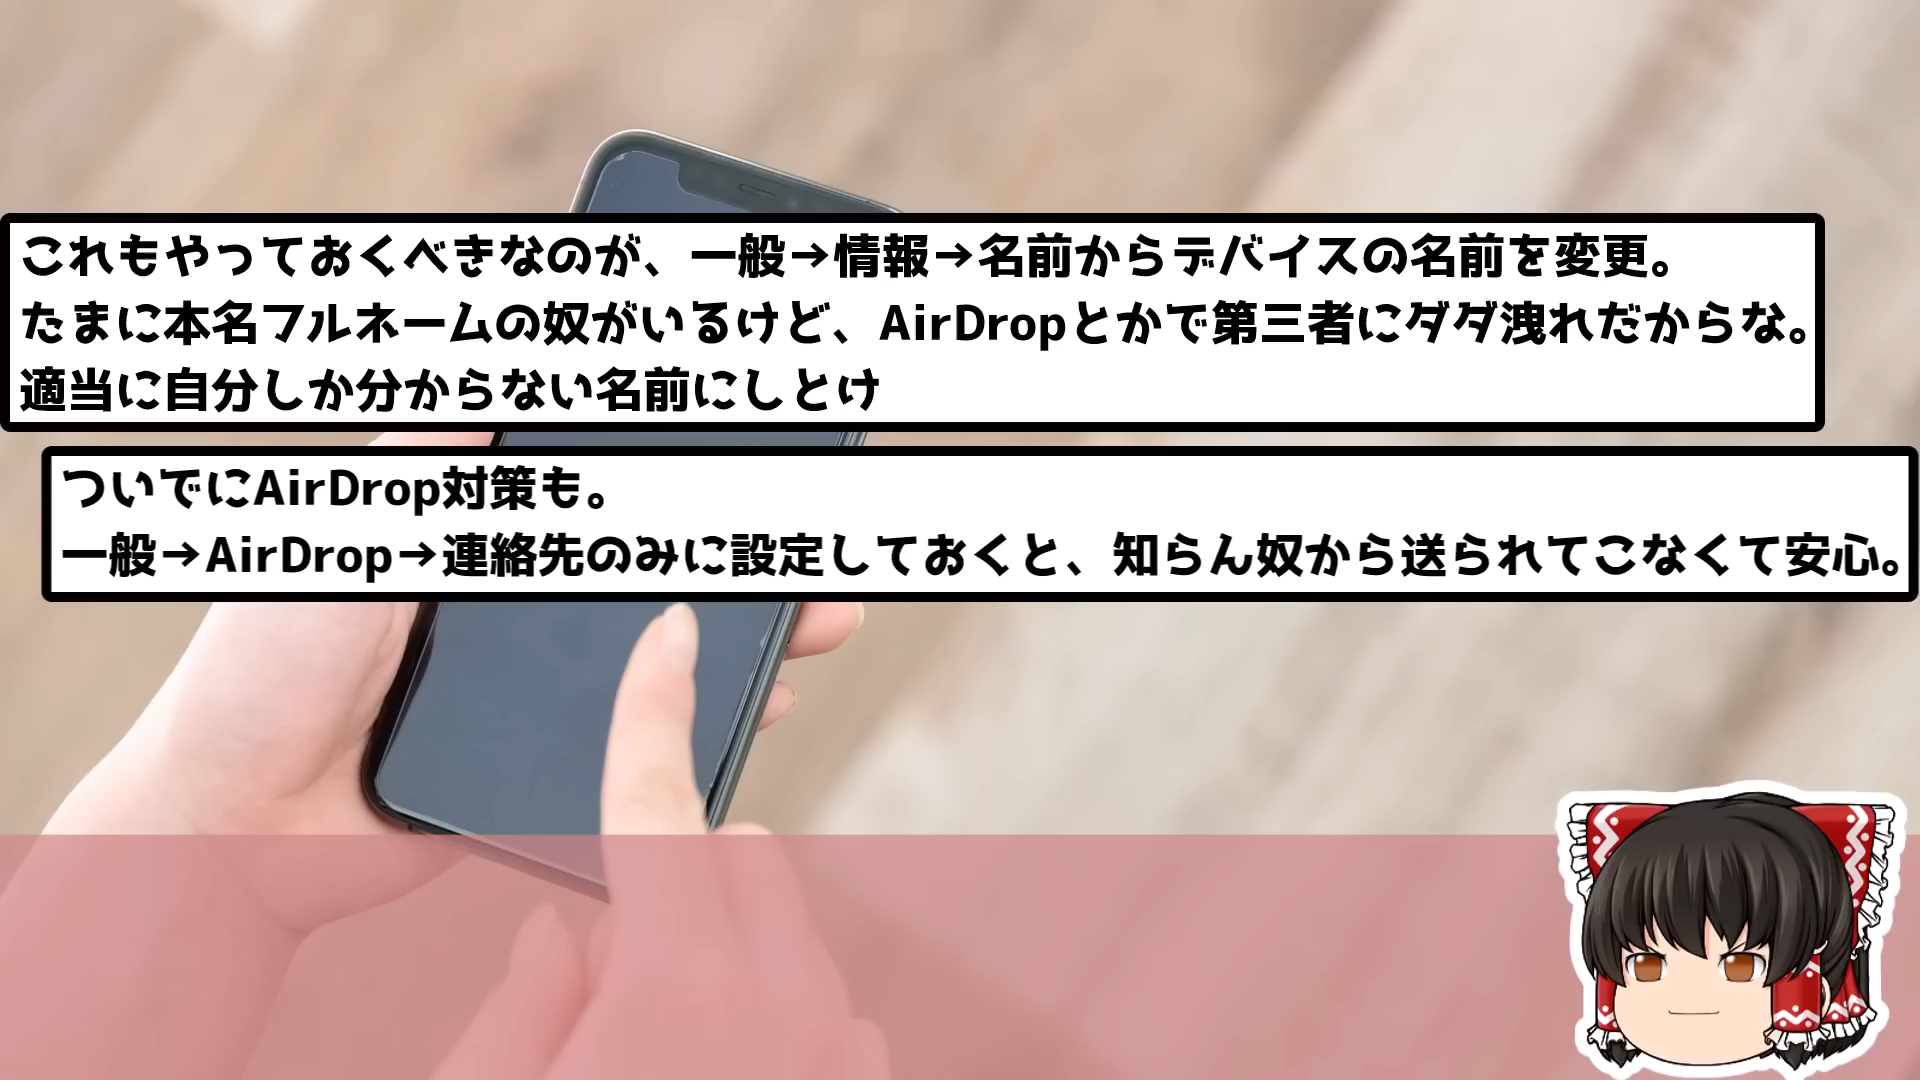 これもやっておくべきなのが、一般→情報→名前からデバイスの名前を変更。
たまに本名フルネームの奴がいるけど、AirDropとかで第三者にダダ洩れだからな。
適当に自分しか分からない名前にしとけ
ついでにAirDrop対策も。
一般→AirDrop→連絡先のみに設定しておくと、知らん奴から送られてこなくて安心。